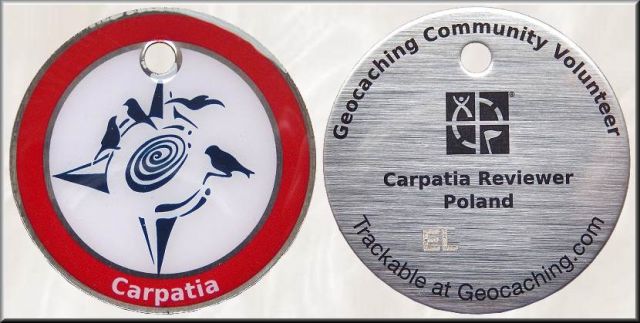 Carpatia
Geocaching Community Volunteer
Carpatia Reviewer
Poland
EL
Trackable at Geocaching.com